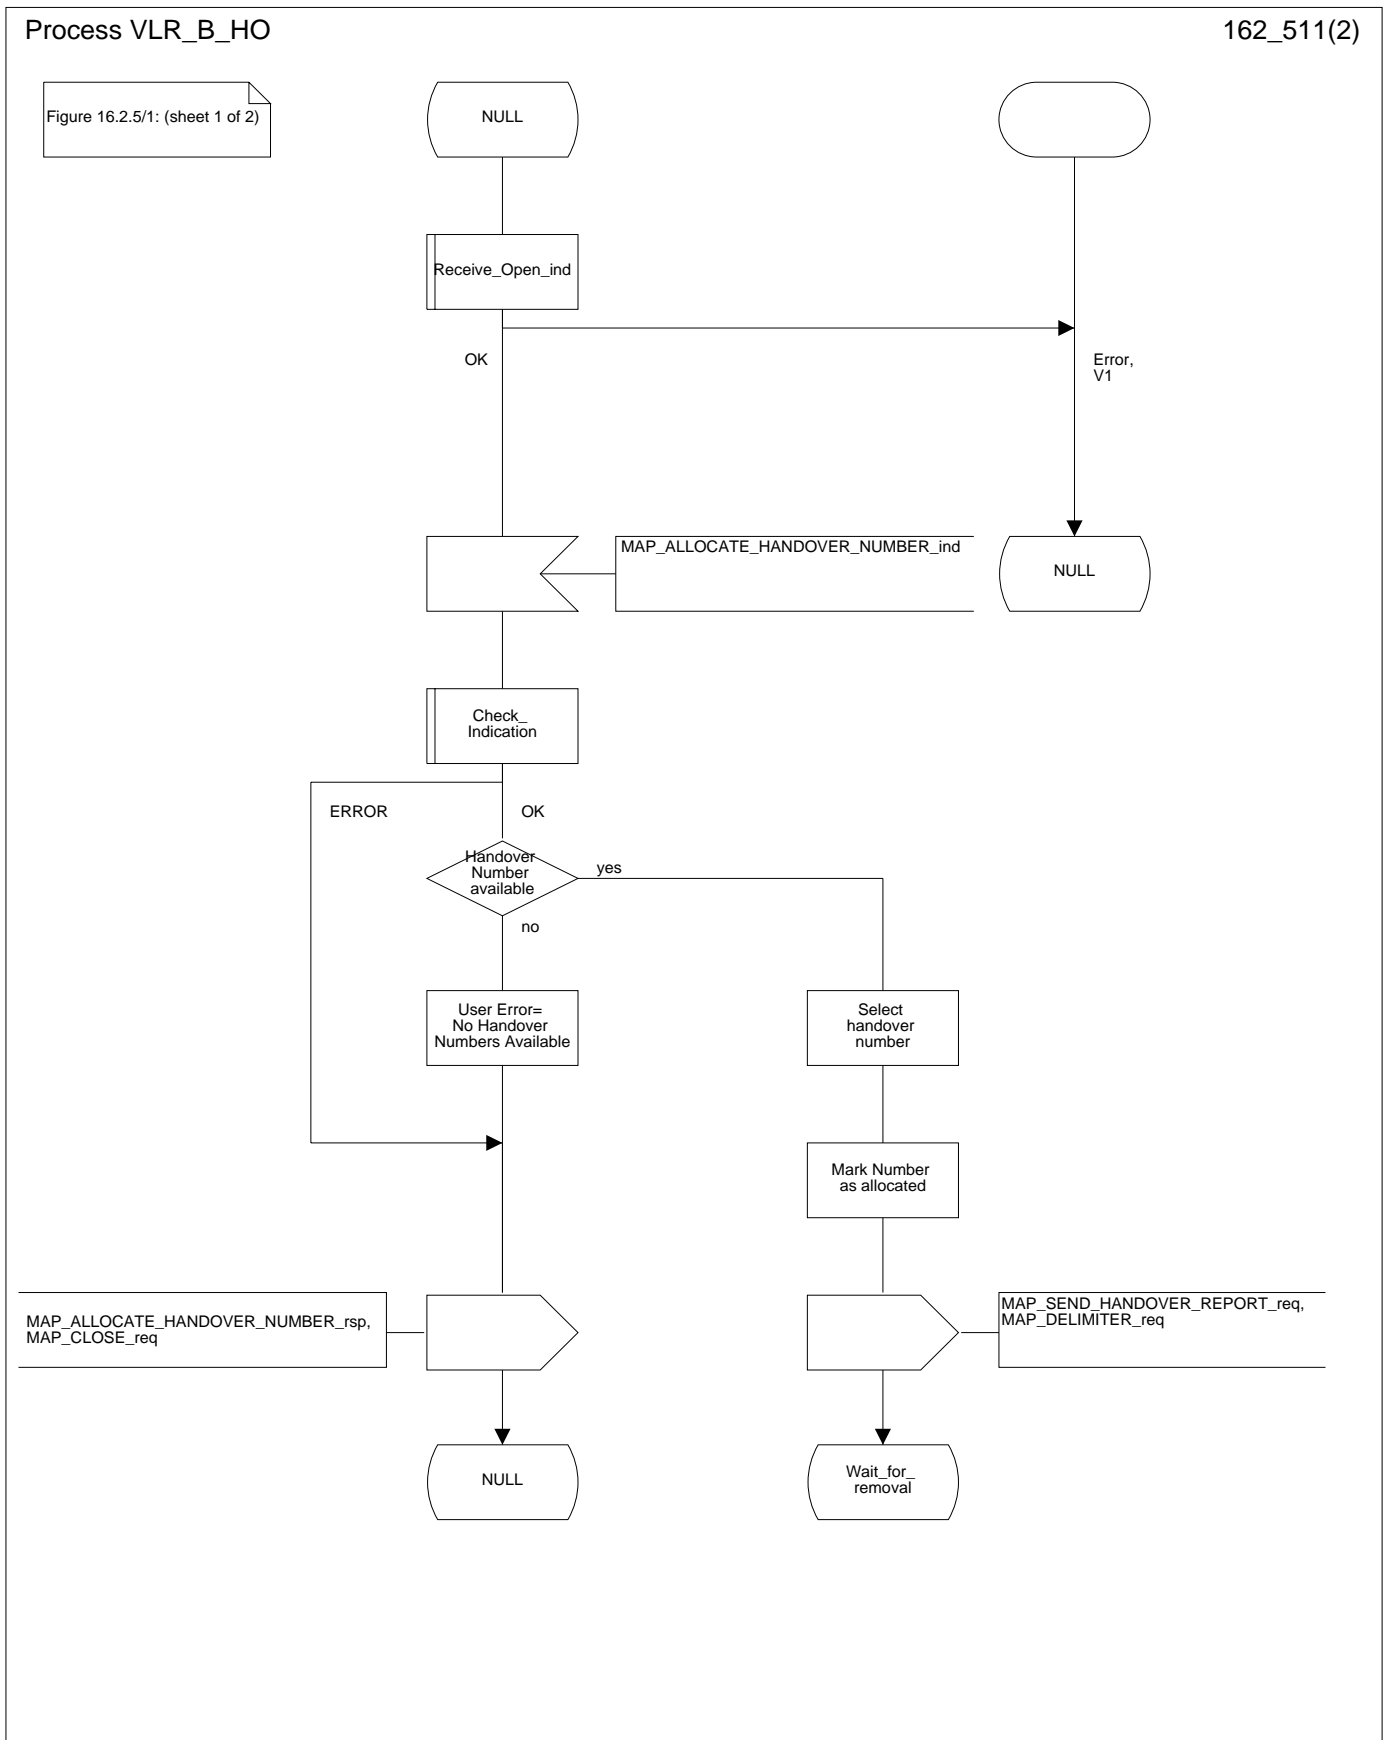 Process VLR_B_HO
162_511(2)
Figure 16.2.5/1: (sheet 1 of 2)
NULL
Receive_Open_ind
OK
Error,
V1
MAP_ALLOCATE_HANDOVER_NUMBER_ind
NULL
Check_
Indication
ERROR
OK
Handover
Number
available
yes
no
User Error=
No Handover
Numbers Available
Select
handover
number
Mark Number
as allocated
MAP_ALLOCATE_HANDOVER_NUMBER_rsp,
MAP_CLOSE_req
MAP_SEND_HANDOVER_REPORT_req,
MAP_DELIMITER_req
NULL
Wait_for_
removal